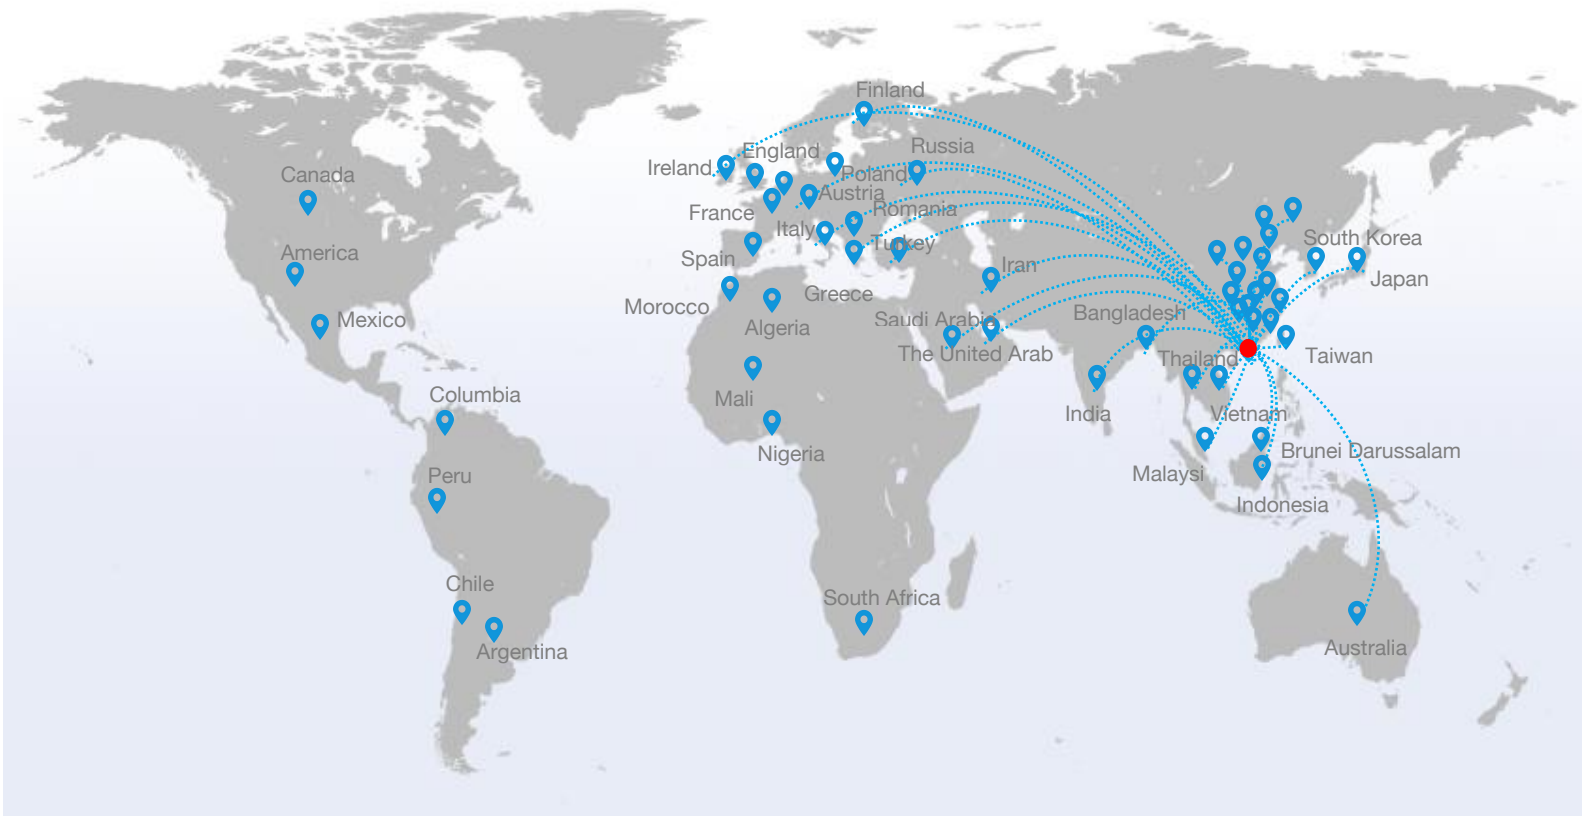 Finland
England
Russia
Ireland
Poland
Canada
Austria
France
Romania
Italy
South Korea
America
Turkey
Spain
Iran
Japan
Greece
Morocco
Bangladesh
Mexico
Algeria
Saudi Arabia
The United Arab
Thailand
Taiwan
Columbia
Mali
India
Vietnam
Nigeria
Brunei Darussalam
Peru
Malaysi
Indonesia
Chile
South Africa
Argentina
Australia